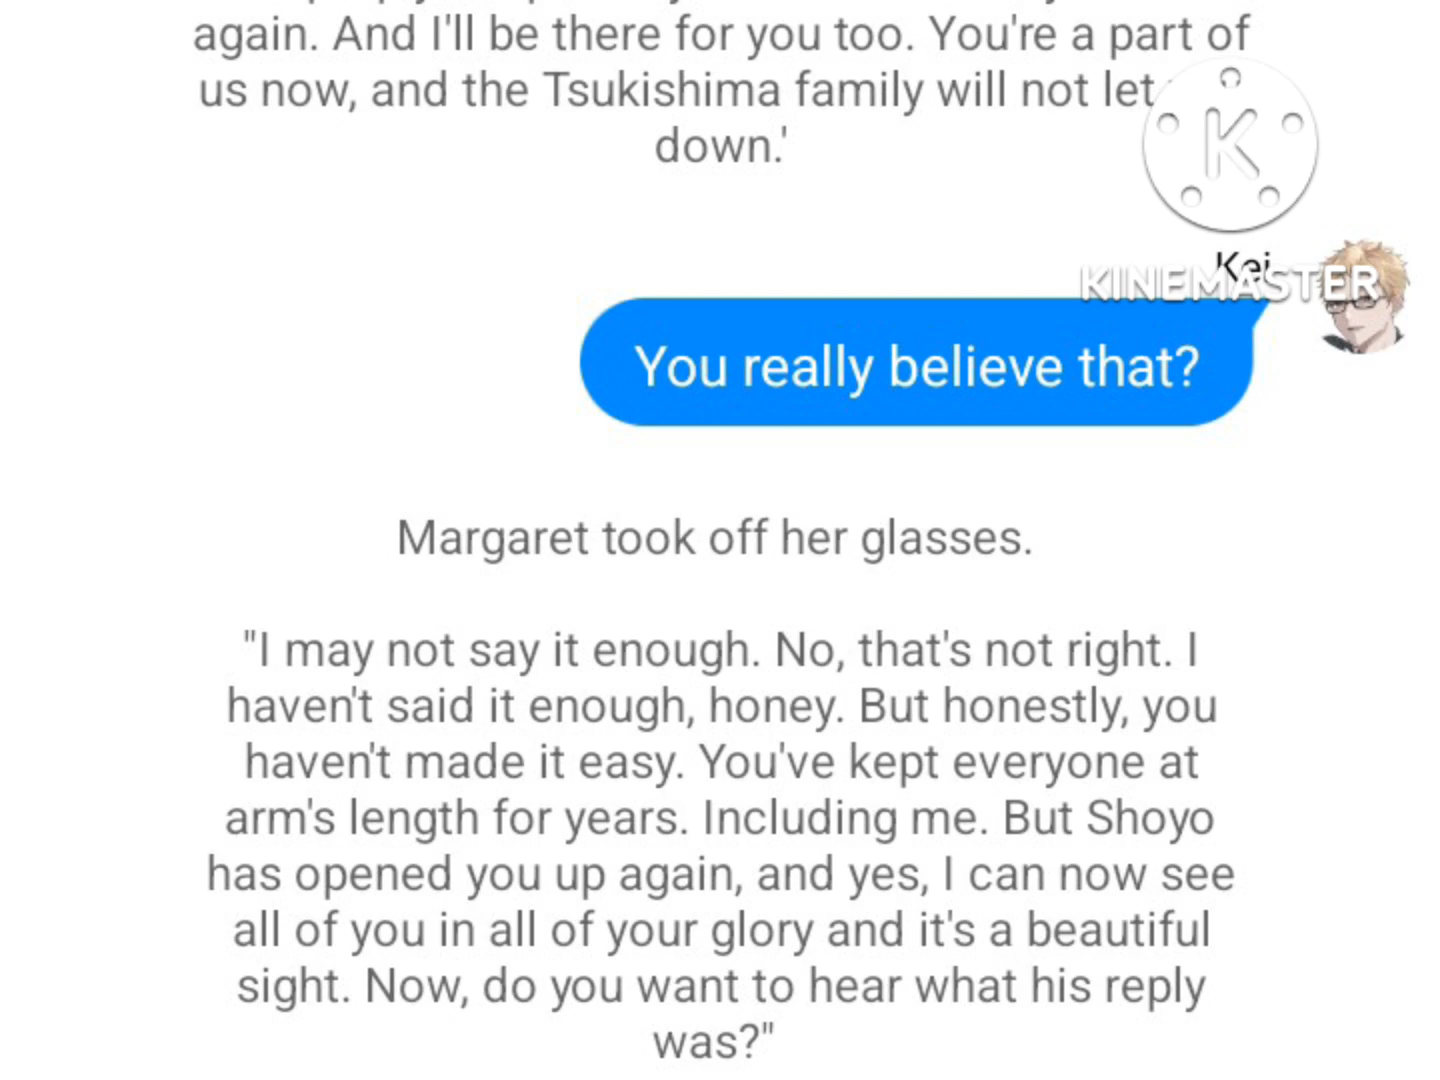 again. And I'll be there for you too. You're a part of
us now, and the Tsukishima family will not let
down.'
K
Kei
KINEMASTER
You really believe that?
Margaret took off her glasses.
"I may not say it enough. No, that's not right. I
haven't said it enough, honey. But honestly, you
haven't made it easy. You've kept everyone at
arm's length for years. Including me. But Shoyo
has opened you up again, and yes, I can now see
all of you in all of your glory and it's a beautiful
sight. Now, do you want to hear what his reply
was?"